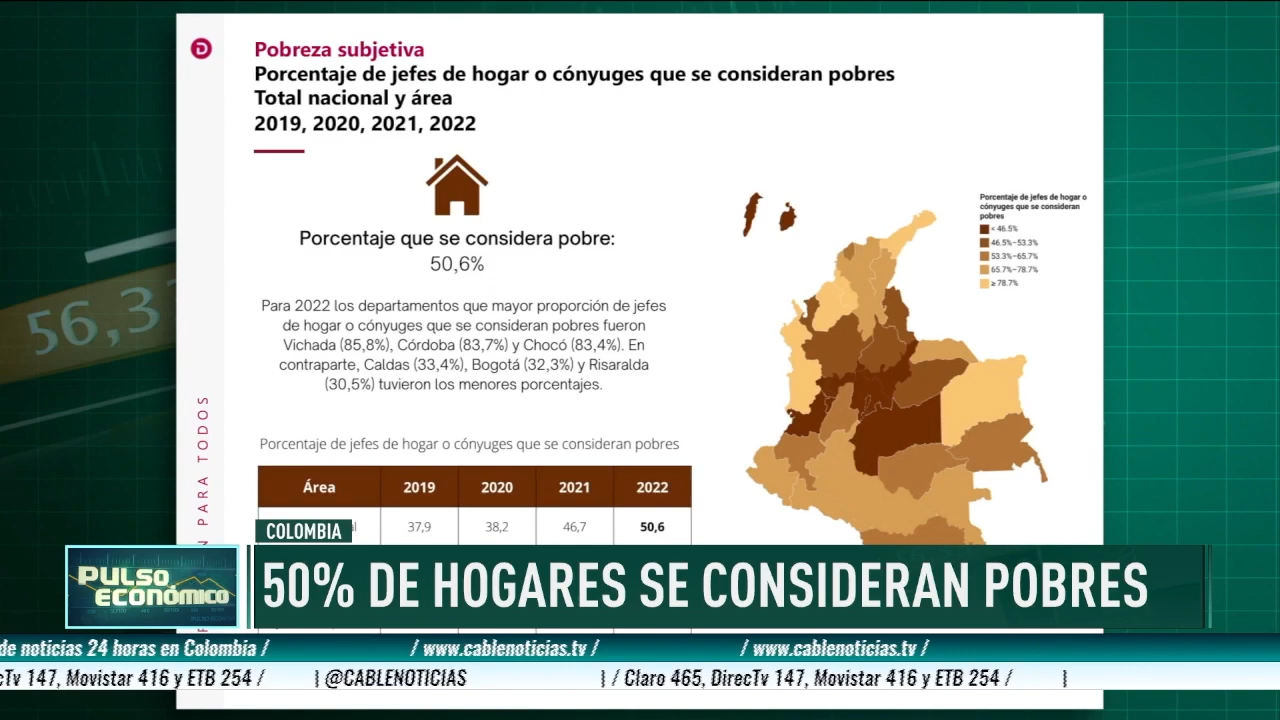 Pobreza subjetiva
Porcentaje de jefes de hogar o cónyuges que se consideran pobres
Total nacional y área
2019, 2020, 2021, 2022
Porcentaje que se considera pobre:
50,6%
Para 2022 los departamentos que mayor proporción de jefes
de hogar o cónyuges que se consideran pobres fueron
Vichada (85,8%), Córdoba (83,7%) y Chocó (83,4%). En
contraparte, Caldas (33,4%), Bogotá (32,3%) y Risaralda
(30,5%) tuvieron los menores porcentajes.
Porcentaje de jefes de hogar o
cónyuges que se consideran
pobres
< 46.5%
46.5%–53.3%
53.3%–65.7%
65.7%–78.7%
≥ 78.7%
56,3
PARA TODOS
Porcentaje de jefes de hogar o cónyuges que se consideran pobres
Área 2019 2020 2021 2022
37,9 38,2 46,7 50,6
COLOMBIA
PULSO
ECONÓMICO
50% DE HOGARES SE CONSIDERAN POBRES
de noticias 24 horas en Colombia / / www.cablenoticias.tv / / www.cablenoticias.tv /
cTv 147, Movistar 416 y ETB 254 / | @CABLENOTICIAS | / Claro 465, DirecTv 147, Movistar 416 y ETB 254 / |